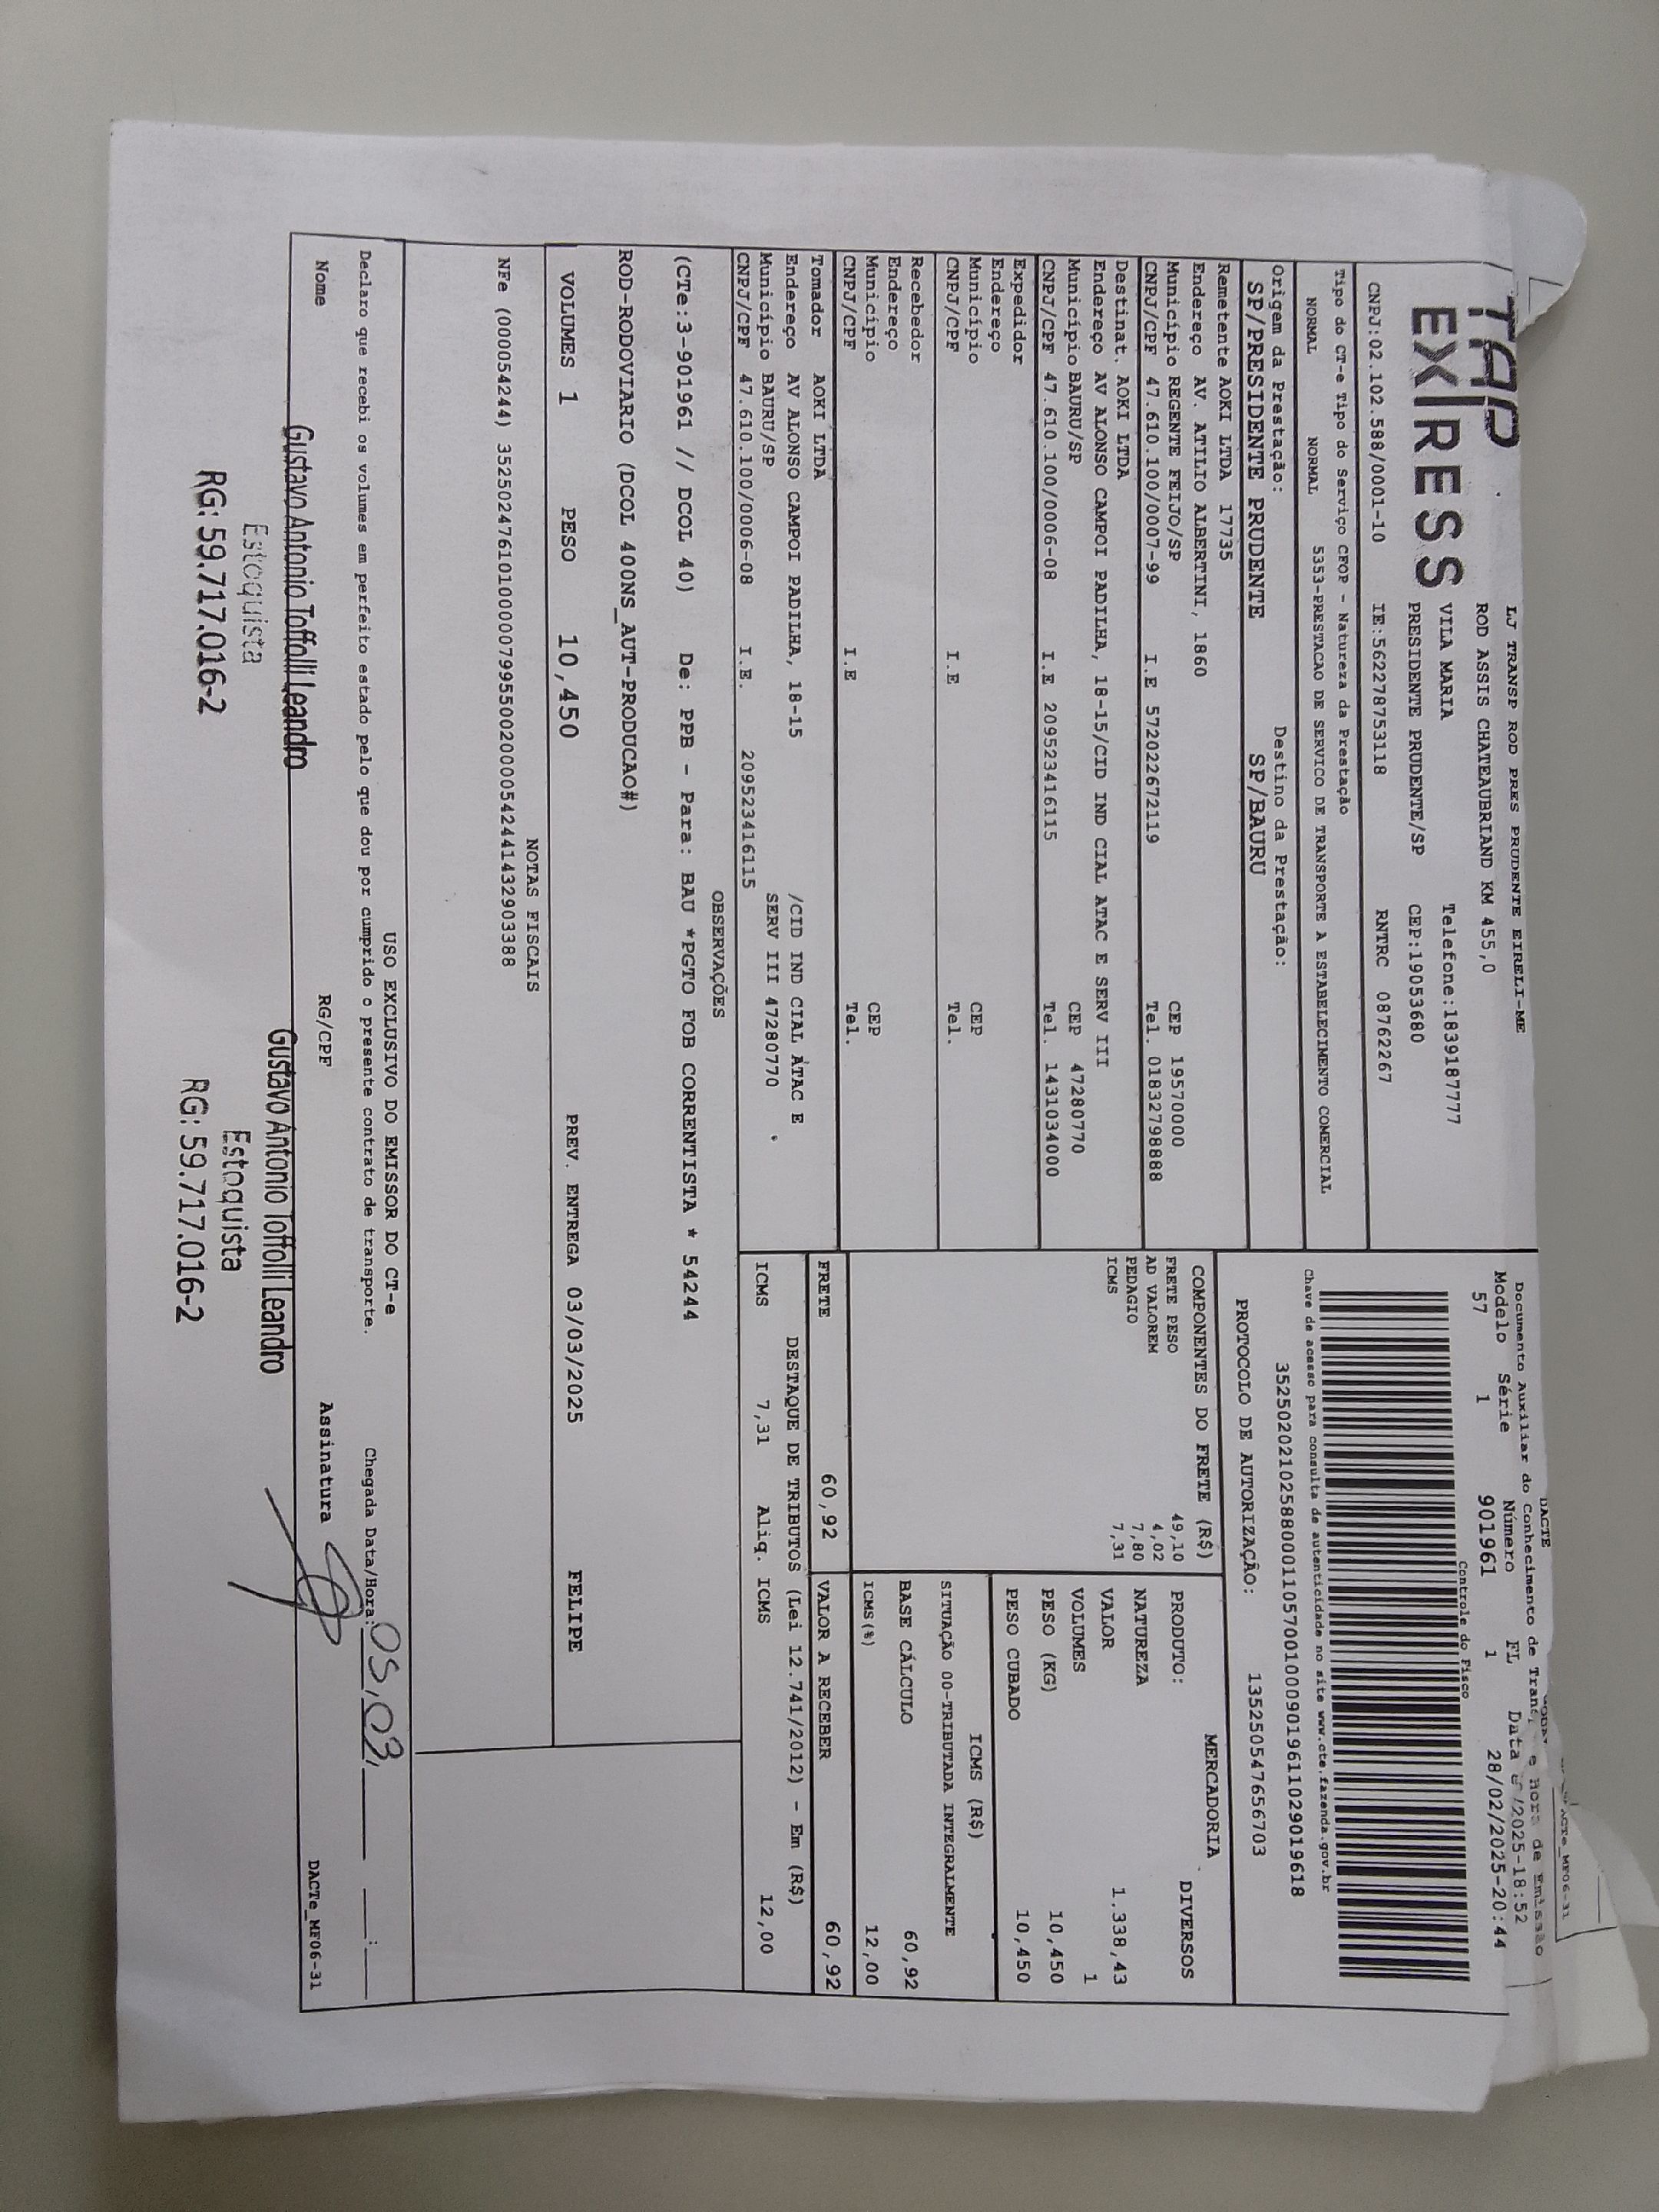 TAP
EXPRESS
LJ TRANSP ROD PRES PRUDENTE EIRELI-ME
ROD ASSIS CHATEAUBRIAND KM 455,0
VILA MARIA Telefone:1839187777
PRESIDENTE PRUDENTE/SP CEP:19053680
CNPJ:02.102.588/0001-10 IE:562278753118 RNTRC 08762267
Tipo do CT-e Tipo do Serviço CFOP - Natureza da Prestação
NORMAL NORMAL 5353-PRESTACAO DE SERVICO DE TRANSPORTE A ESTABELECIMENTO COMERCIAL
Origem da Prestação: Destino da Prestação:
SP/PRESIDENTE PRUDENTE SP/BAURU
DACTE
Documento Auxiliar do Conhecimento de e Hora de Emissão
Modelo Série Número FL Data /2025-18:52
57 1 901961 1 28/02/2025-20:44
Controle do Fisco
Chave de acesso para consulta de autenticidade no site www.cte.fazenda.gov.br
35250202102588000110570010009019611029019618
PROTOCOLO DE AUTORIZAÇÃO: 135250547656703
Remetente AOKI LTDA 17735
Endereço AV. ATILIO ALBERTINI, 1860
Município REGENTE FEIJO/SP CEP 19570000
CNPJ/CPF 47.610.100/0007-99 I.E 572022672119 Tel. 01832798888
Destinat. AOKI LTDA
Endereço AV ALONSO CAMPOI PADILHA, 18-15/CID IND CIAL ATAC E SERV III
Município BAURU/SP CEP 47280770
CNPJ/CPF 47.610.100/0006-08 I.E 209523416115 Tel. 1431034000
Expedidor
Endereço
Município CEP
CNPJ/CPF I.E Tel.
Recebedor
Endereço
Município CEP
CNPJ/CPF I.E Tel.
Tomador AOKI LTDA
Endereço AV ALONSO CAMPOI PADILHA, 18-15 /CID IND CIAL ATAC E
Município BAURU/SP SERV III 47280770
CNPJ/CPF 47.610.100/0006-08 I.E. 209523416115
COMPONENTES DO FRETE (R$)
FRETE PESO 49,10
AD VALOREM 4,02
PEDAGIO 7,80
ICMS 7,31
MERCADORIA
PRODUTO: DIVERSOS
NATUREZA
VALOR 1.338,43
VOLUMES 1
PESO (KG) 10,450
PESO CUBADO 10,450
ICMS (R$)
SITUAÇÃO 00-TRIBUTADA INTEGRALMENTE
BASE CÁLCULO 60,92
ICMS(%) 12,00
FRETE 60,92 VALOR A RECEBER 60,92
DESTAQUE DE TRIBUTOS (Lei 12.741/2012) - Em (R$)
ICMS 7,31 Aliq. ICMS 12,00
OBSERVAÇÕES
(CTe:3-901961 // DCOL 40) De: PPB - Para: BAU *PGTO FOB CORRENTISTA * 54244
ROD-RODOVIARIO (DCOL 400NS_AUT-PRODUCAO#)
VOLUMES 1 PESO 10,450 PREV. ENTREGA 03/03/2025 FELIPE
NOTAS FISCAIS
NFe (000054244) 35250247610100000799550020000542441432903388
USO EXCLUSIVO DO EMISSOR DO CT-e
Declaro que recebi os volumes em perfeito estado pelo que dou por cumprido o presente contrato de transporte. Chegada Data/Hora: 05,03,
Nome RG/CPF Assinatura
DACTe_MF06-31
Gustavo Antonio Toffolli Leandro
Estoquista
RG: 59.717.016-2
Gustavo Antonio Toffolli Leandro
Estoquista
RG: 59.717.016-2